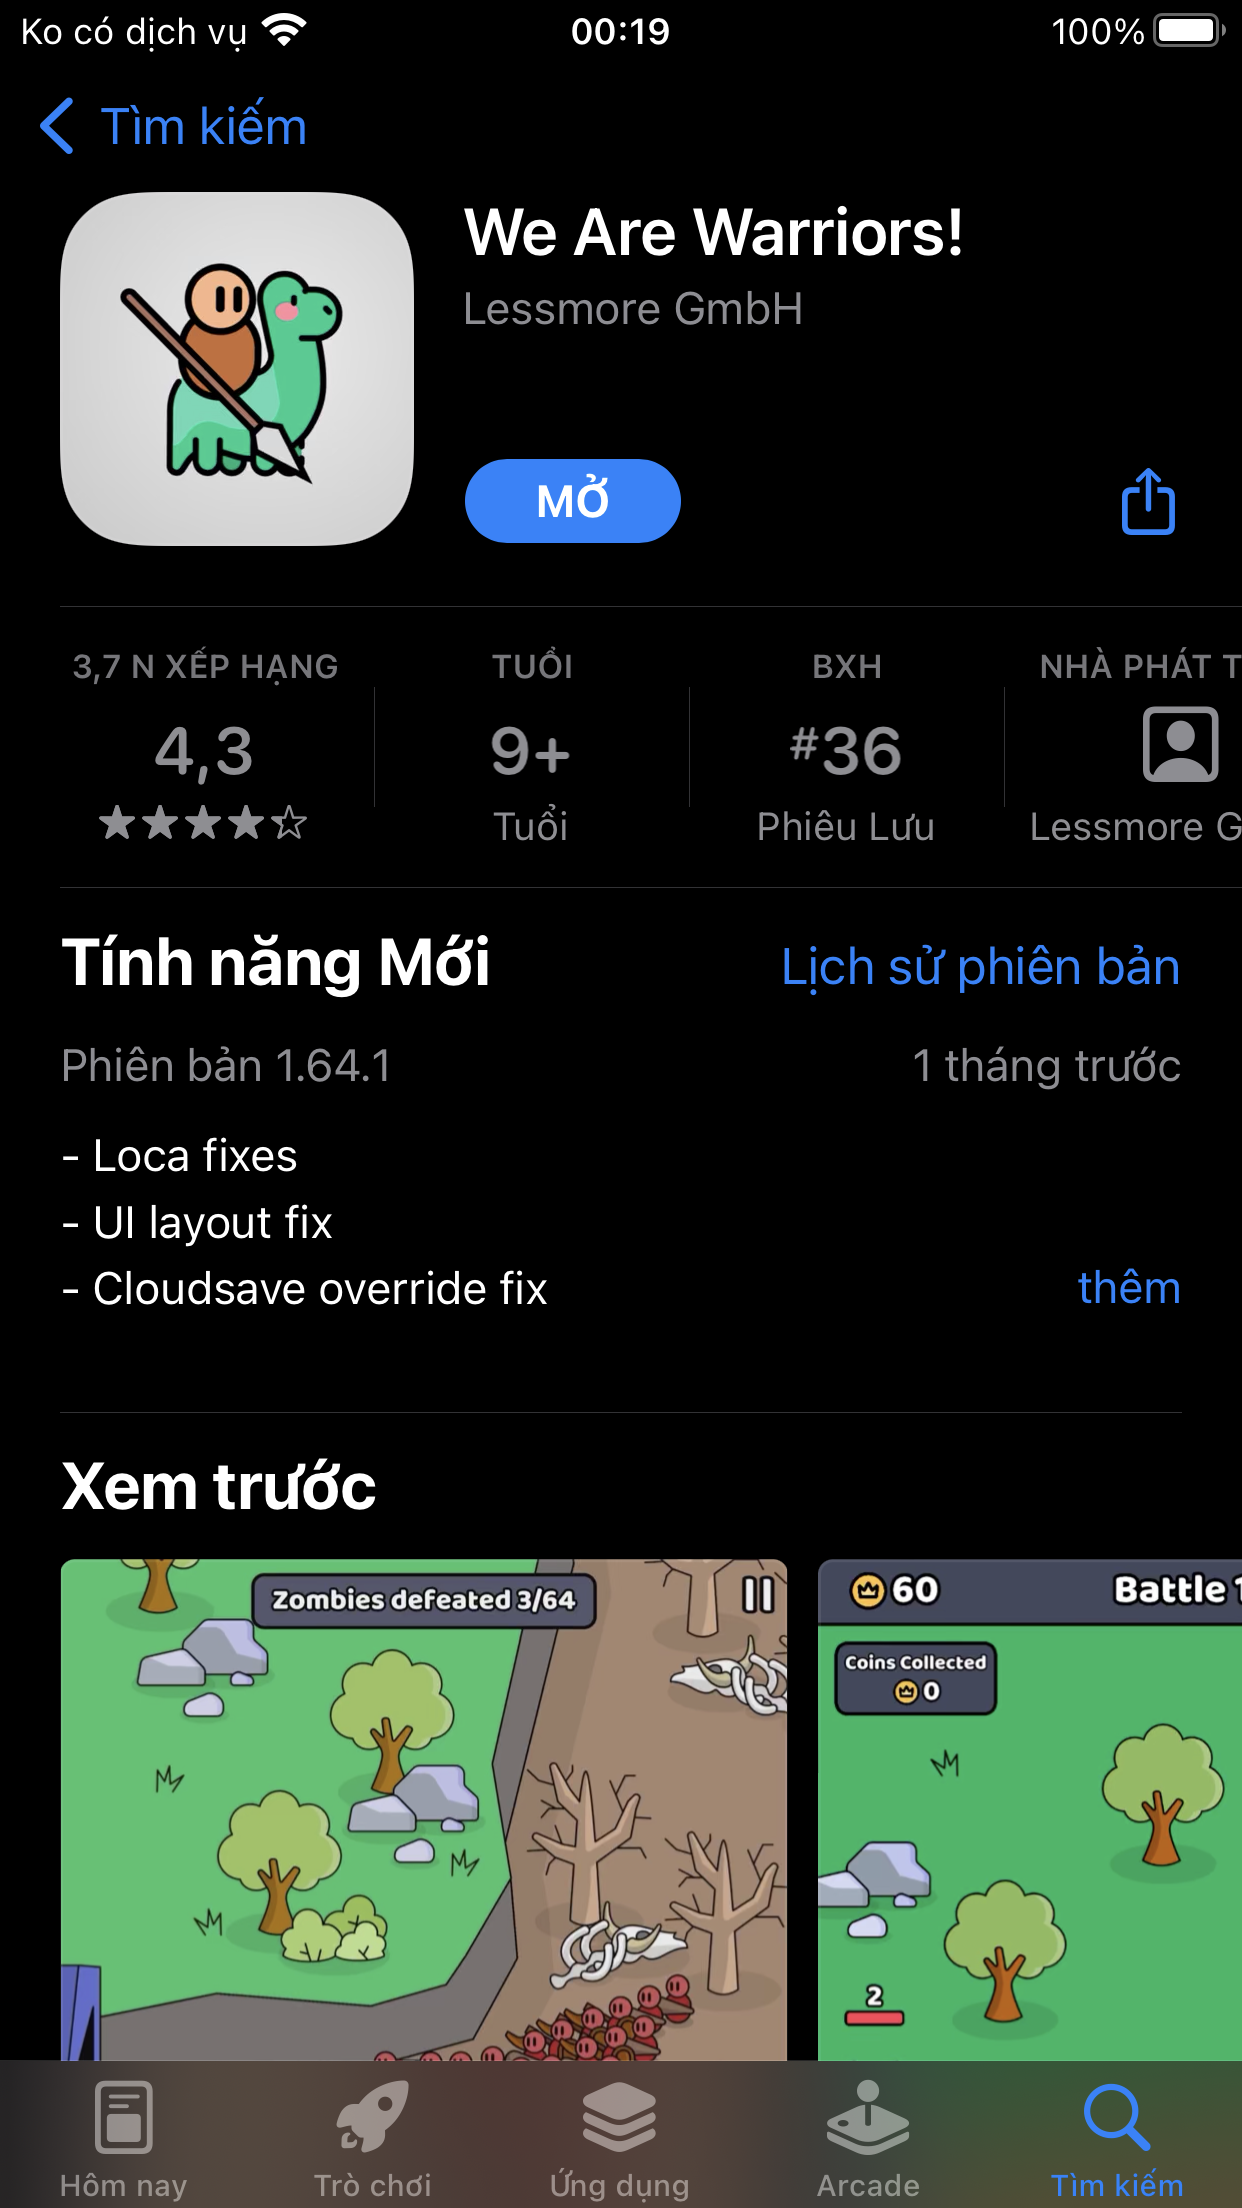 Ko có dịch vụ 00:19 100%
Tìm kiếm
We Are Warriors!
Lessmore GmbH
MỞ
3,7 N XẾP HẠNG TUỔI BXH NHÀ PHÁT T
4,3 9+ #36
Tuổi Phiêu Lưu Lessmore G
Tính năng Mới Lịch sử phiên bản
Phiên bản 1.64.1 1 tháng trước
- Loca fixes
- UI layout fix
- Cloudsave override fix thêm
Xem trước
Zombies defeated 3/64
60 Battle 1
Coins Collected
0
2
Hôm nay Trò chơi Ứng dụng Arcade Tìm kiếm